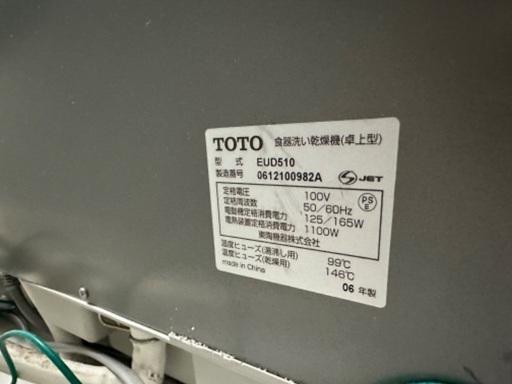 TOTO 食器洗い乾燥機(卓上型)
型 式 EUD510
製造番号 0612100982A S JET
定格電圧 100V
定格周波数 50/60Hz
電動機定格消費電力 125/165W
電熱装置定格消費電力 1100W
東陶機器株式会社
PS E
温度ヒューズ(湯沸し用) 99℃
温度ヒューズ(乾燥用) 146℃
made in China 06 年製